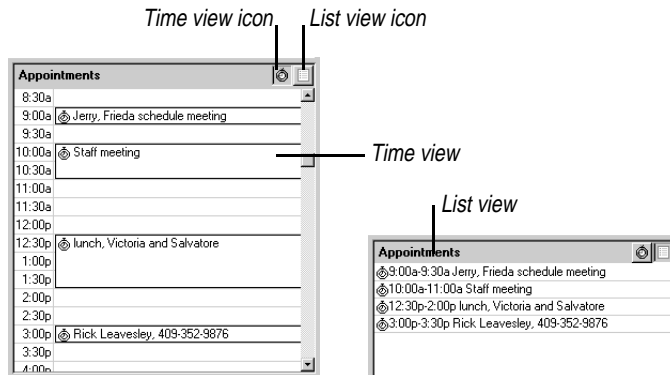 Time view icon
List view icon
Appointments
8:30a
9:00a Jerry, Frieda schedule meeting
9:30a
10:00a Staff meeting
10:30a
11:00a
11:30a
12:00p
12:30p lunch, Victoria and Salvatore
1:00p
1:30p
2:00p
2:30p
3:00p Rick Leavesley, 409-352-9876
3:30p
4:00p
Time view
List view
Appointments
9:00a-9:30a Jerry, Frieda schedule meeting
10:00a-11:00a Staff meeting
12:30p-2:00p lunch, Victoria and Salvatore
3:00p-3:30p Rick Leavesley, 409-352-9876